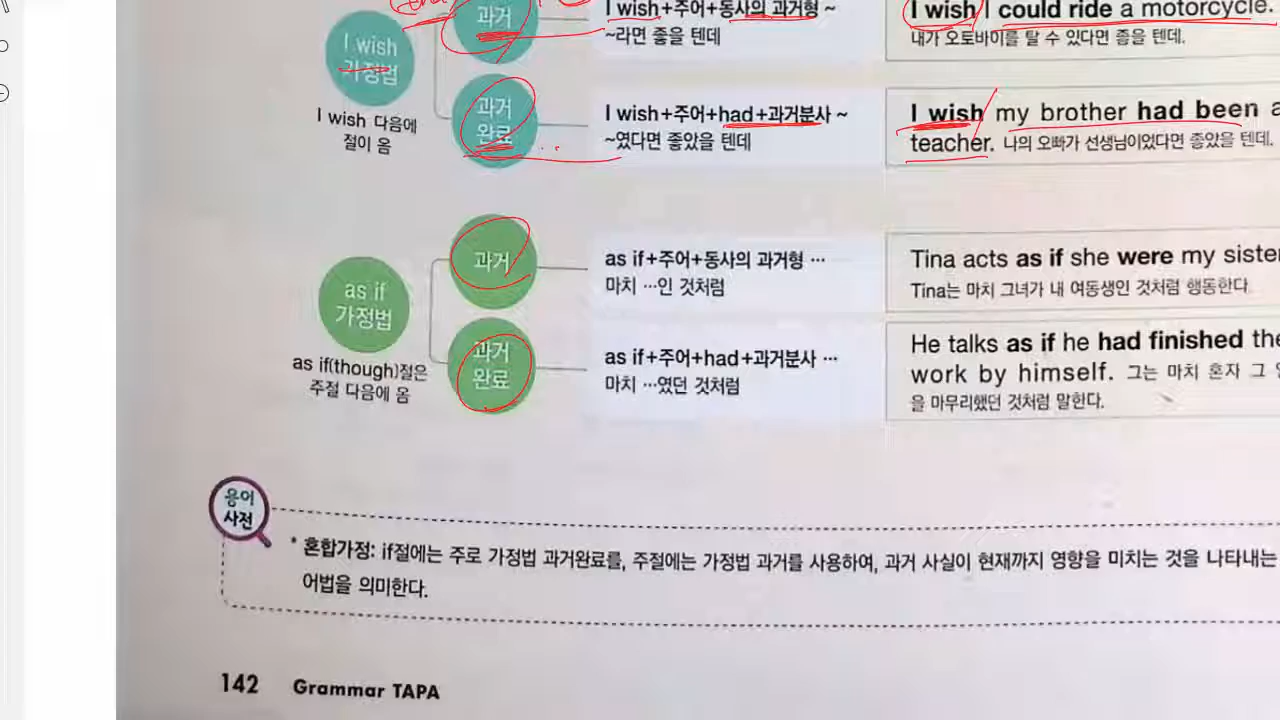 과거
I wish+주어+동사의 과거형 ~
~라면 좋을 텐데
I wish I could ride a motorcycle.
내가 오토바이를 탈 수 있다면 좋을 텐데.
I wish
가정법
I wish 다음에
절이 옴
과거
완료
I wish+주어+had+과거분사 ~
~였다면 좋았을 텐데
I wish my brother had been a
teacher. 나의 오빠가 선생님이었다면 좋았을 텐데.
as if
가정법
as if(though)절은
주절 다음에 옴
과거
as if+주어+동사의 과거형 …
마치 …인 것처럼
Tina acts as if she were my sister
Tina는 마치 그녀가 내 여동생인 것처럼 행동한다.
과거
완료
as if+주어+had+과거분사 …
마치 …였던 것처럼
He talks as if he had finished the
work by himself. 그는 마치 혼자 그
을 마무리했던 것처럼 말한다.
용어
사전
* 혼합가정: if절에는 주로 가정법 과거완료를, 주절에는 가정법 과거를 사용하여, 과거 사실이 현재까지 영향을 미치는 것을 나타내는
어법을 의미한다.
142 Grammar TAPA